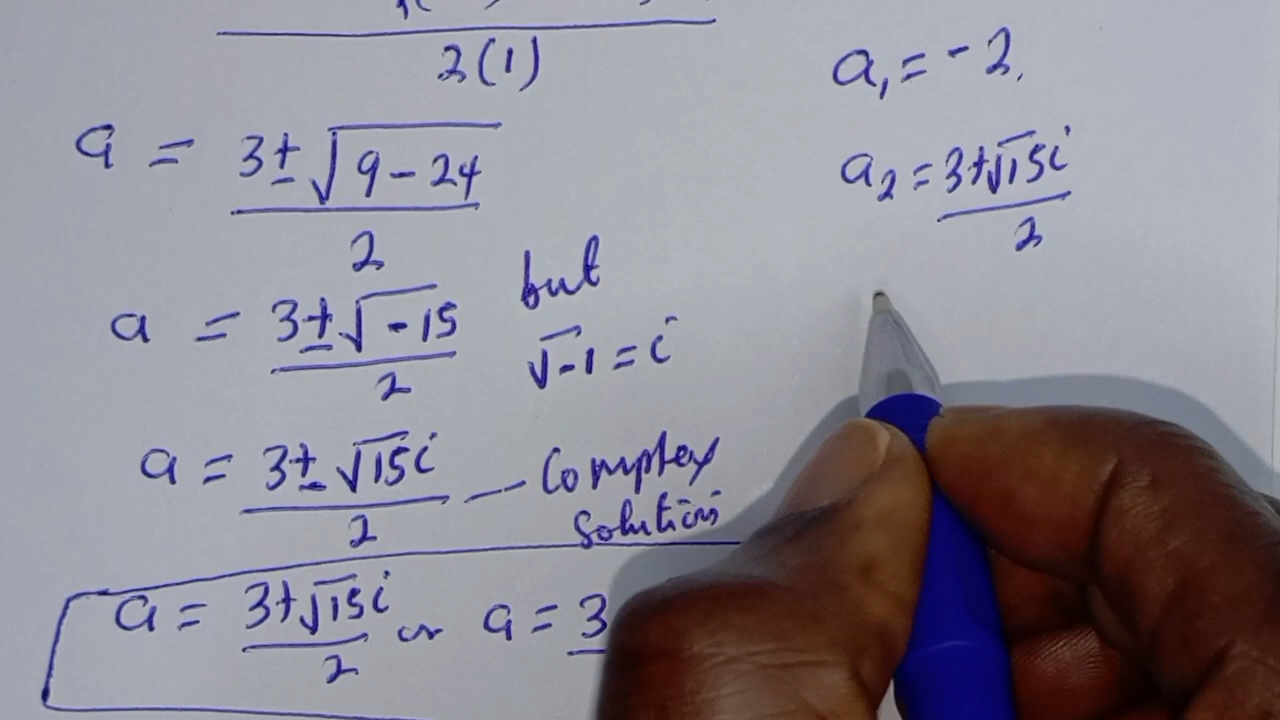 2(1)
a = 3±√9-24
2
a = 3±√-15
2
but
√-1 = i
a = 3±√15i
2
Complex
Solutions
a = 3+√15i
2
or a = 3
a₁ = -2.
a₂ = 3+√15i
2